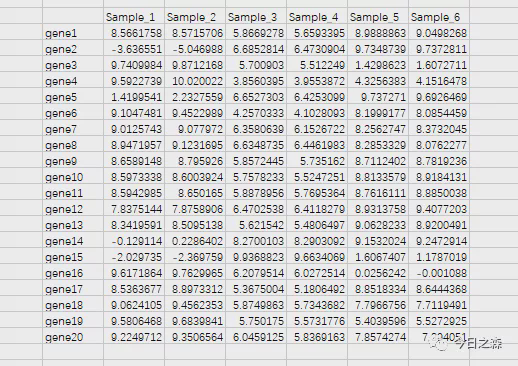 Sample_1 Sample_2 Sample_3 Sample_4 Sample_5 Sample_6
gene1 8.5661758 8.5715706 5.8669278 5.6593395 8.9888863 9.0498268
gene2 -3.636551 -5.046988 6.6852814 6.4730904 9.7348739 9.7372811
gene3 9.7409984 9.8712168 5.700903 5.512249 1.4298623 1.6072711
gene4 9.5922739 10.020022 3.8560395 3.9553872 4.3256383 4.1516478
gene5 1.4199541 2.2327559 6.6527303 6.4253099 9.737271 9.6926469
gene6 9.1047481 9.4522989 4.2570333 4.1028093 8.1999177 8.0854459
gene7 9.0125743 9.077972 6.3580639 6.1526722 8.2562747 8.3732045
gene8 8.9471957 9.1231695 6.6348735 6.4461983 8.2853329 8.0762277
gene9 8.6589148 8.795926 5.8572445 5.735162 8.7112402 8.7819236
gene10 8.5973338 8.6003924 5.7578233 5.5247251 8.8133579 8.9184131
gene11 8.5942985 8.650165 5.8878956 5.7695364 8.7616111 8.8850038
gene12 7.8375144 7.8758906 6.4702538 6.4118279 8.9313758 9.4077203
gene13 8.3419591 8.5095138 5.621542 5.4806497 9.0628233 8.9200491
gene14 -0.129114 0.2286402 8.2700103 8.2903092 9.1532024 9.2472914
gene15 -2.029735 -2.369759 9.9368823 9.6634069 1.6067407 1.1787019
gene16 9.6171864 9.7629965 6.2079514 6.0272514 0.0256242 -0.001088
gene17 8.5363677 8.8973312 5.3675004 5.1806492 8.8518334 8.6444368
gene18 9.0624105 9.4562353 5.8749863 5.7343682 7.7966756 7.7119491
gene19 9.5806468 9.6839841 5.750175 5.5731776 5.4039596 5.5272925
gene20 9.2249712 9.3506564 6.0459125 5.8369163 7.8574274
今日之森